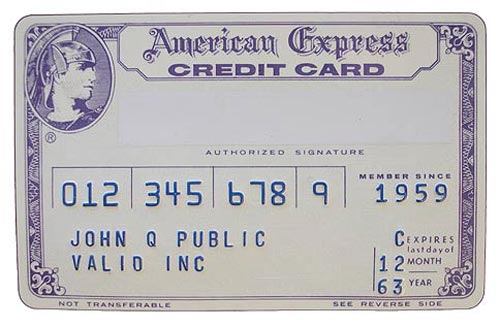 American Express
CREDIT CARD
®
AUTHORIZED SIGNATURE
MEMBER SINCE
012 345 678 9 1959
JOHN Q PUBLIC
VALID INC
C EXPIRES
last day of
12 MONTH
63 YEAR
NOT TRANSFERABLE SEE REVERSE SIDE